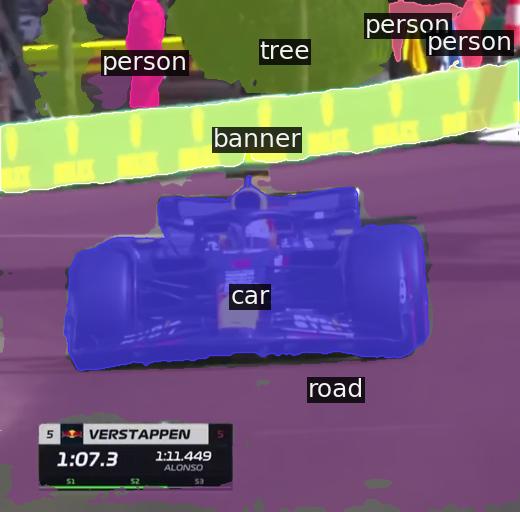 person
tree
person
person
banner
car
road
5 VERSTAPPEN 5
1:07.3 1:11.449
ALONSO
S1 S2 S3